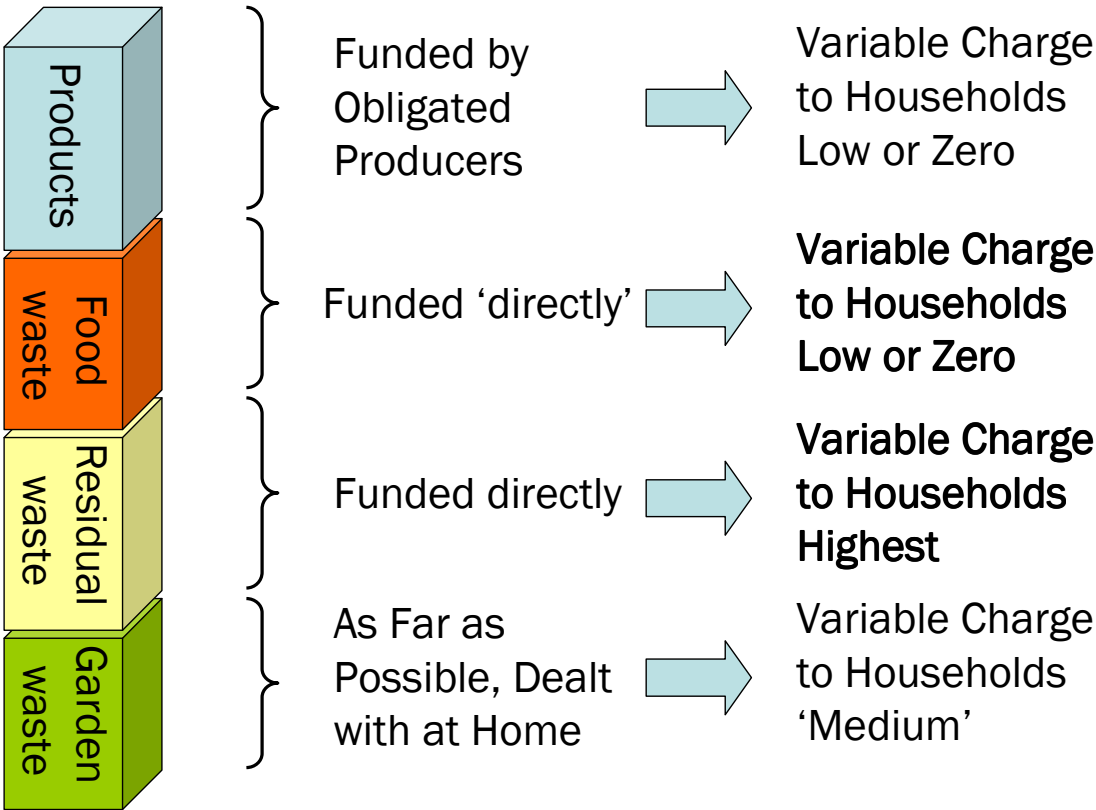 Products
Funded by
Obligated
Producers
Variable Charge
to Households
Low or Zero
Food
waste
Funded ‘directly’
Variable Charge
to Households
Low or Zero
Residual
waste
Funded directly
Variable Charge
to Households
Highest
Garden
waste
As Far as
Possible, Dealt
with at Home
Variable Charge
to Households
‘Medium’